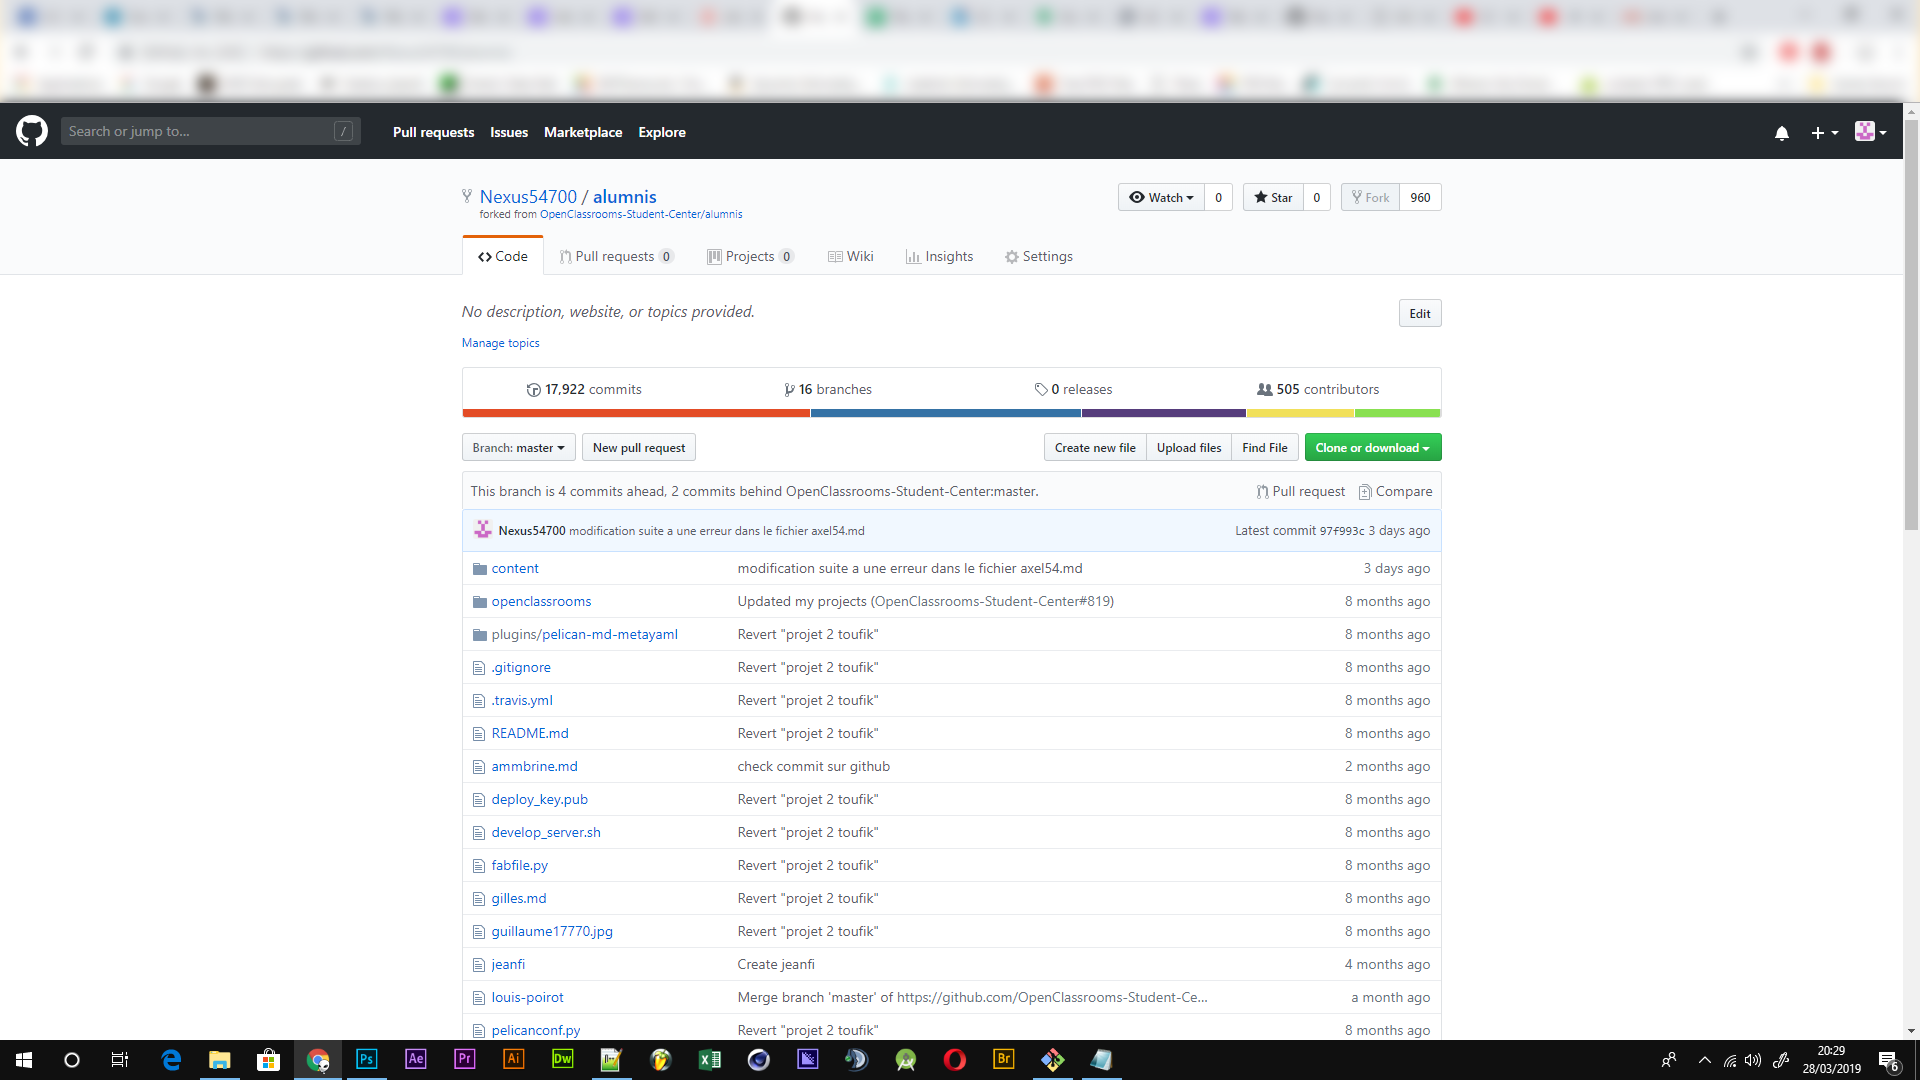 Search or jump to... /
Pull requests Issues Marketplace Explore
Nexus54700 / alumnis
forked from OpenClassrooms-Student-Center/alumnis
Watch 0 Star 0 Fork 960
Code Pull requests 0 Projects 0 Wiki Insights Settings
No description, website, or topics provided.
Edit
Manage topics
17,922 commits 16 branches 0 releases 505 contributors
Branch: master New pull request Create new file Upload files Find File Clone or download
This branch is 4 commits ahead, 2 commits behind OpenClassrooms-Student-Center:master. Pull request Compare
Nexus54700 modification suite a une erreur dans le fichier axel54.md Latest commit 97f993c 3 days ago
content modification suite a une erreur dans le fichier axel54.md 3 days ago
openclassrooms Updated my projects (OpenClassrooms-Student-Center#819) 8 months ago
plugins/pelican-md-metayaml Revert "projet 2 toufik" 8 months ago
.gitignore Revert "projet 2 toufik" 8 months ago
.travis.yml Revert "projet 2 toufik" 8 months ago
README.md Revert "projet 2 toufik" 8 months ago
ammbrine.md check commit sur github 2 months ago
deploy_key.pub Revert "projet 2 toufik" 8 months ago
develop_server.sh Revert "projet 2 toufik" 8 months ago
fabfile.py Revert "projet 2 toufik" 8 months ago
gilles.md Revert "projet 2 toufik" 8 months ago
guillaume17770.jpg Revert "projet 2 toufik" 8 months ago
jeanfi Create jeanfi 4 months ago
louis-poirot Merge branch 'master' of https://github.com/OpenClassrooms-Student-Ce... a month ago
pelicanconf.py Revert "projet 2 toufik" 8 months ago
Ps Ae Pr Ai Dw Br
20:29
28/03/2019
6